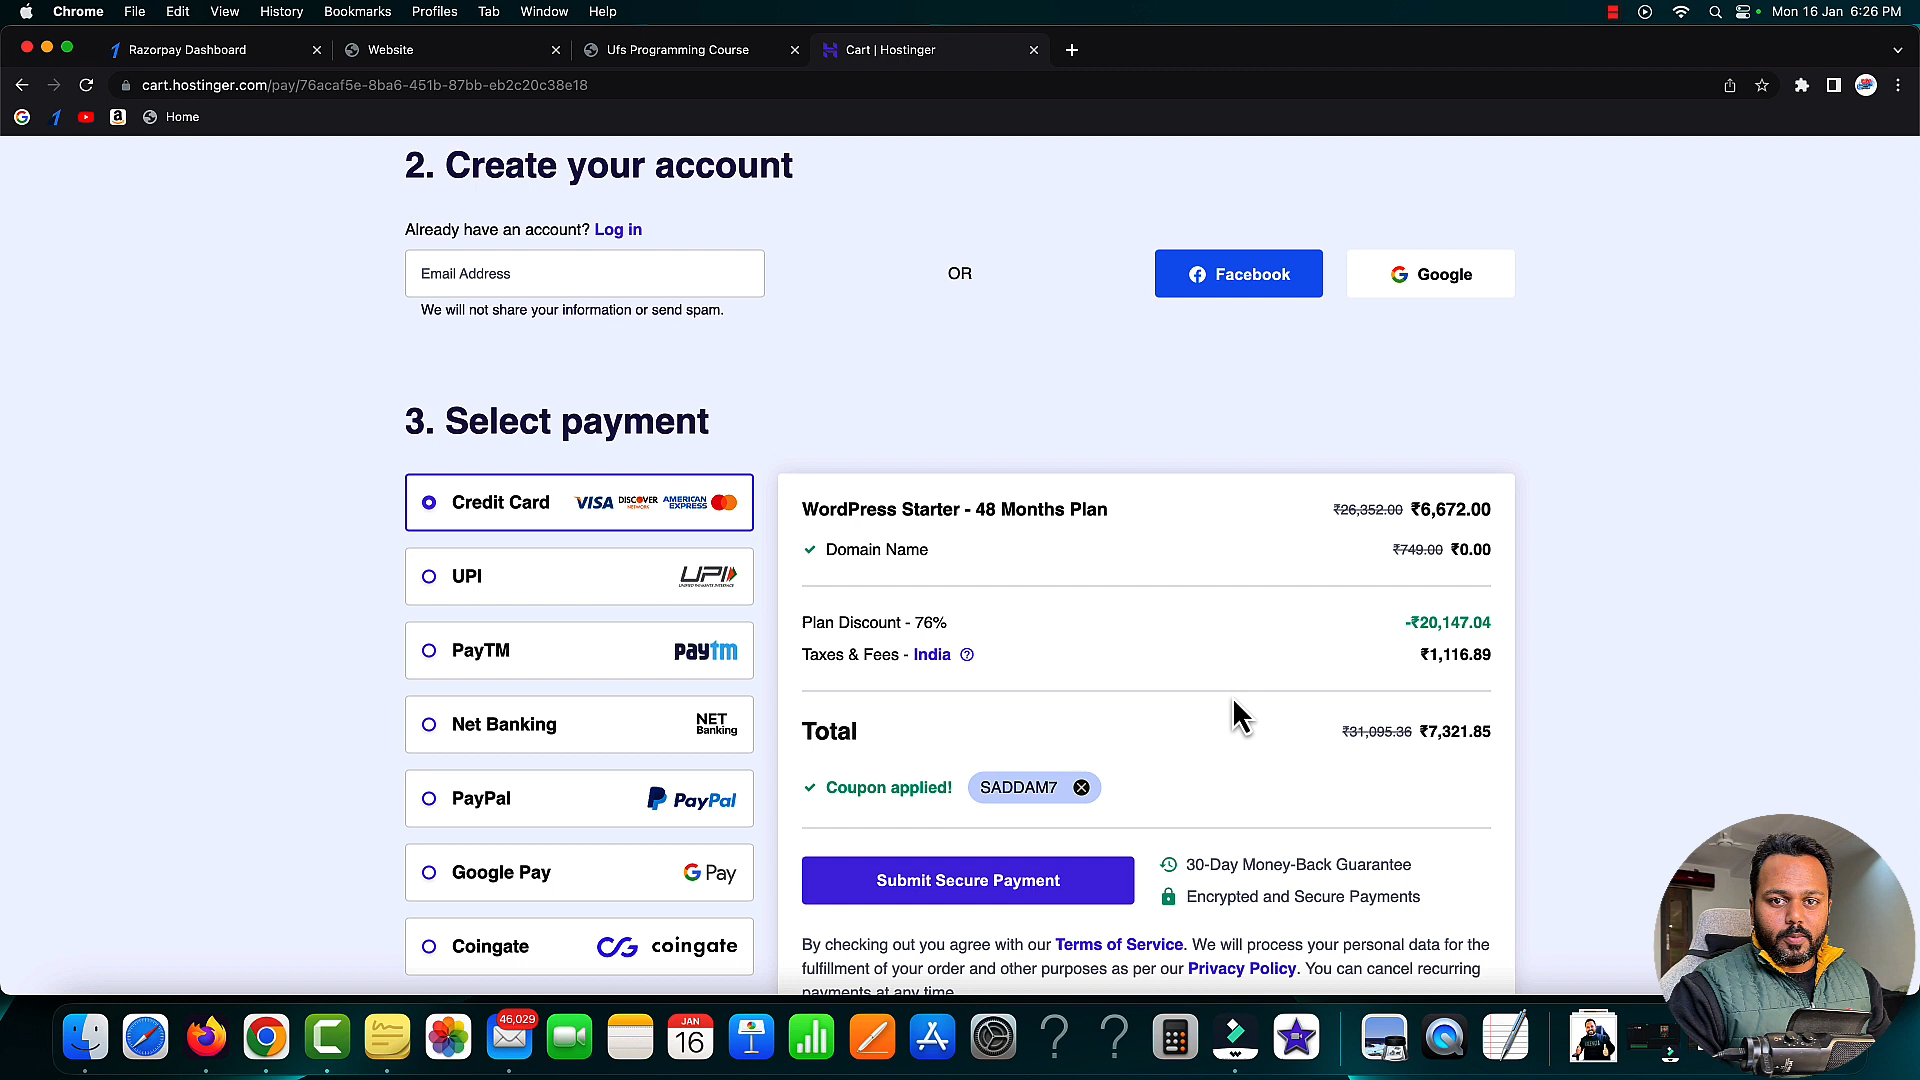 Chrome File Edit View History Bookmarks Profiles Tab Window Help Mon 16 Jan 6:26 PM
Razorpay Dashboard Website Ufs Programming Course Cart | Hostinger
cart.hostinger.com/pay/76acaf5e-8ba6-451b-87bb-eb2c20c38e18
Home
2. Create your account
Already have an account? Log in
Email Address
OR
Facebook
Google
We will not share your information or send spam.
3. Select payment
Credit Card VISA DISCOVER NETWORK AMERICAN EXPRESS
UPI UPI
PayTM paytm
Net Banking NET Banking
PayPal PayPal
Google Pay G Pay
Coingate coingate
WordPress Starter - 48 Months Plan ₹26,352.00 ₹6,672.00
Domain Name ₹749.00 ₹0.00
Plan Discount - 76% -₹20,147.04
Taxes & Fees - India ₹1,116.89
Total ₹31,095.36 ₹7,321.85
Coupon applied! SADDAM7
Submit Secure Payment
30-Day Money-Back Guarantee
Encrypted and Secure Payments
By checking out you agree with our Terms of Service. We will process your personal data for the
fulfillment of your order and other purposes as per our Privacy Policy. You can cancel recurring
payments at any time.
46,029
JAN
16